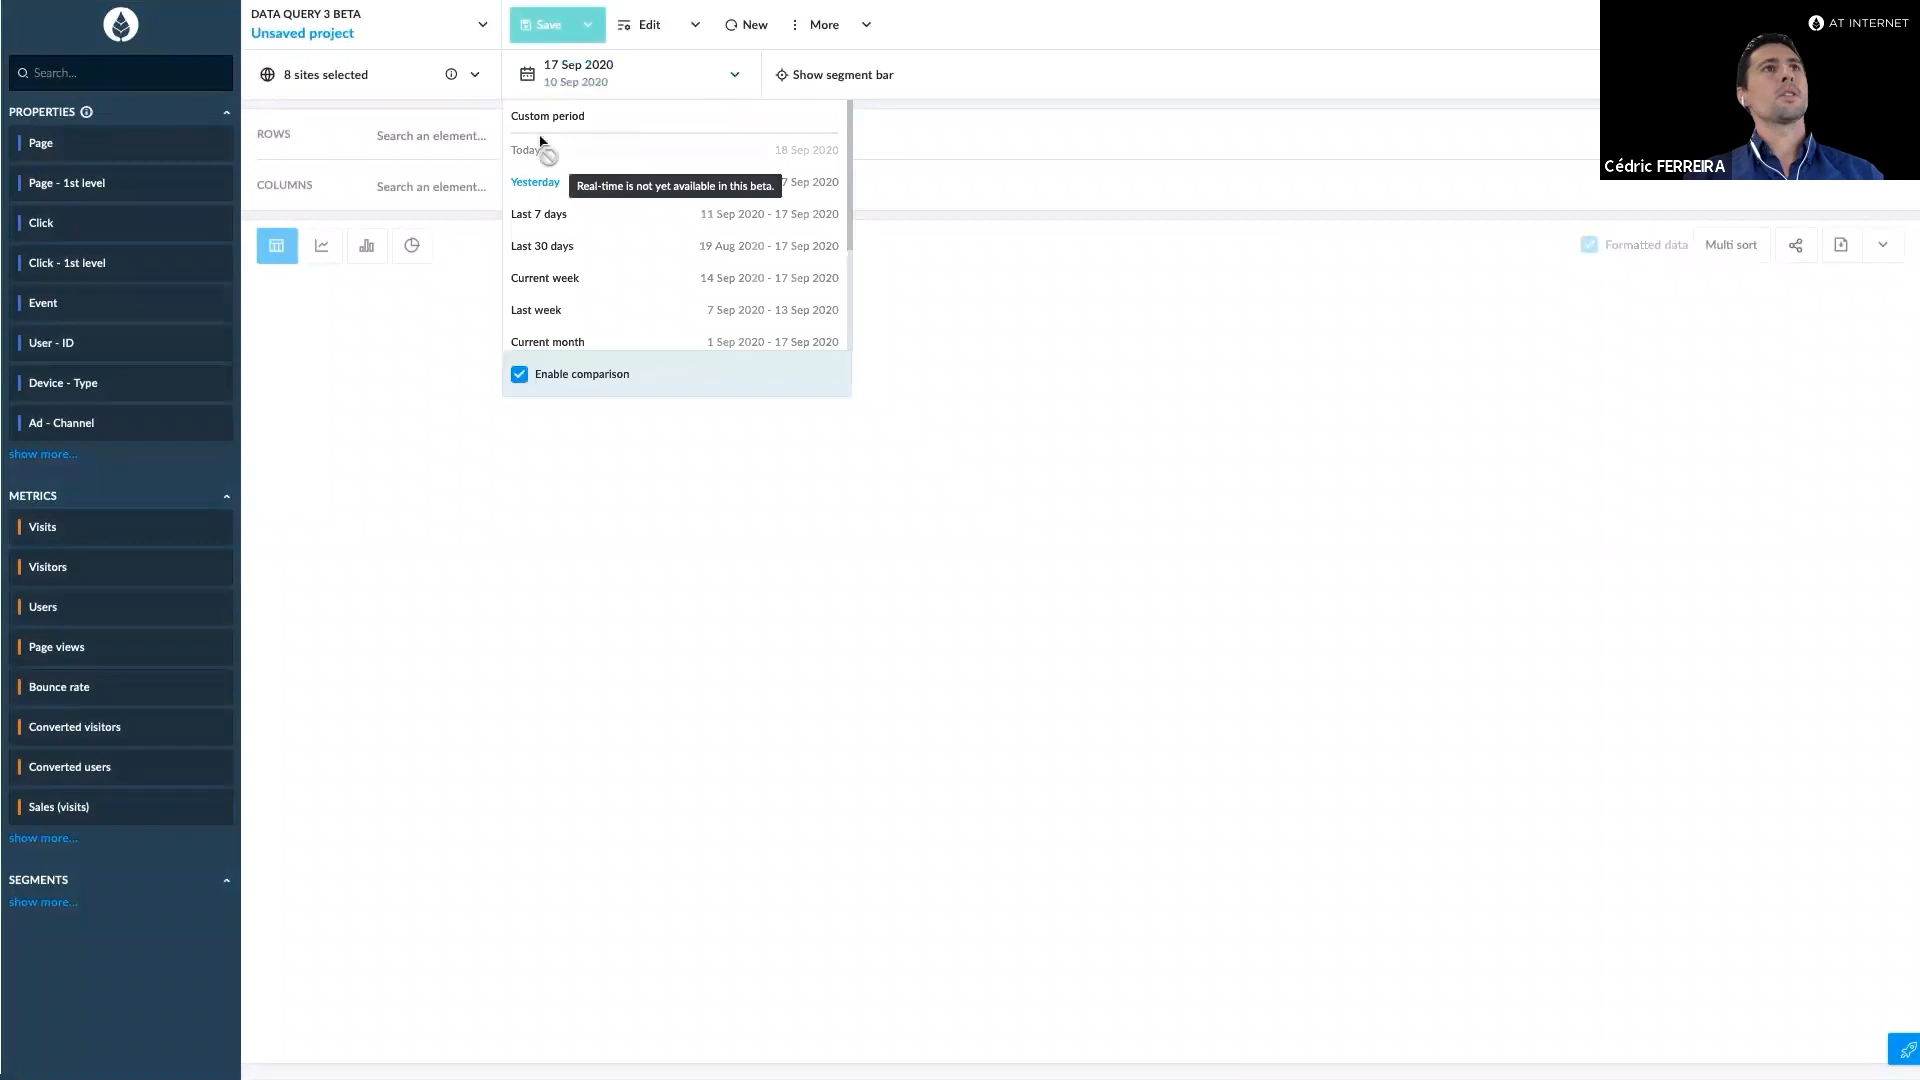 DATA QUERY 3 BETA
Unsaved project
Save
Edit
New
More
AT INTERNET
Cédric FERREIRA
Search...
8 sites selected
17 Sep 2020
10 Sep 2020
Show segment bar
PROPERTIES
Page
Page - 1st level
Click
Click - 1st level
Event
User - ID
Device - Type
Ad - Channel
show more...
METRICS
Visits
Visitors
Users
Page views
Bounce rate
Converted visitors
Converted users
Sales (visits)
show more...
SEGMENTS
show more...
ROWS
Search an element...
COLUMNS
Search an element...
Custom period
Today
18 Sep 2020
Yesterday
Real-time is not yet available in this beta.
7 Sep 2020
Last 7 days
11 Sep 2020 - 17 Sep 2020
Last 30 days
19 Aug 2020 - 17 Sep 2020
Current week
14 Sep 2020 - 17 Sep 2020
Last week
7 Sep 2020 - 13 Sep 2020
Current month
1 Sep 2020 - 17 Sep 2020
Enable comparison
Formatted data
Multi sort